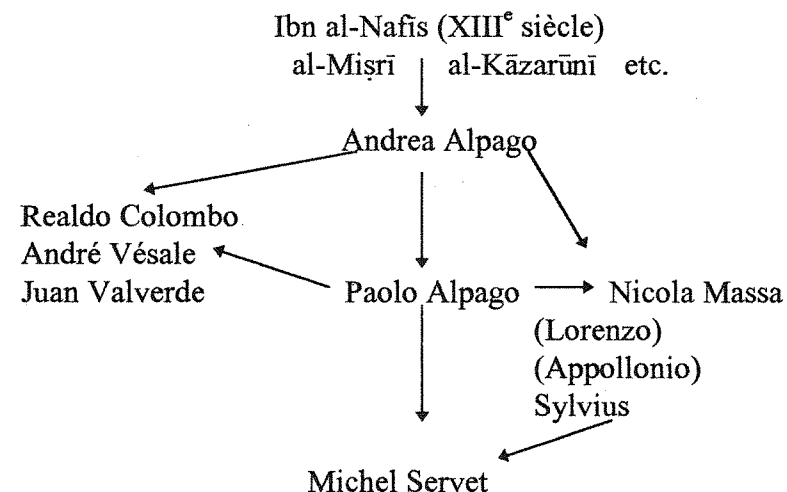 Ibn al-Nafīs (XIIIᵉ siècle)
al-Miṣrī al-Kāzarūnī etc.
Andrea Alpago
Realdo Colombo
André Vésale
Juan Valverde
Paolo Alpago
Nicola Massa
(Lorenzo)
(Appollonio)
Sylvius
Michel Servet